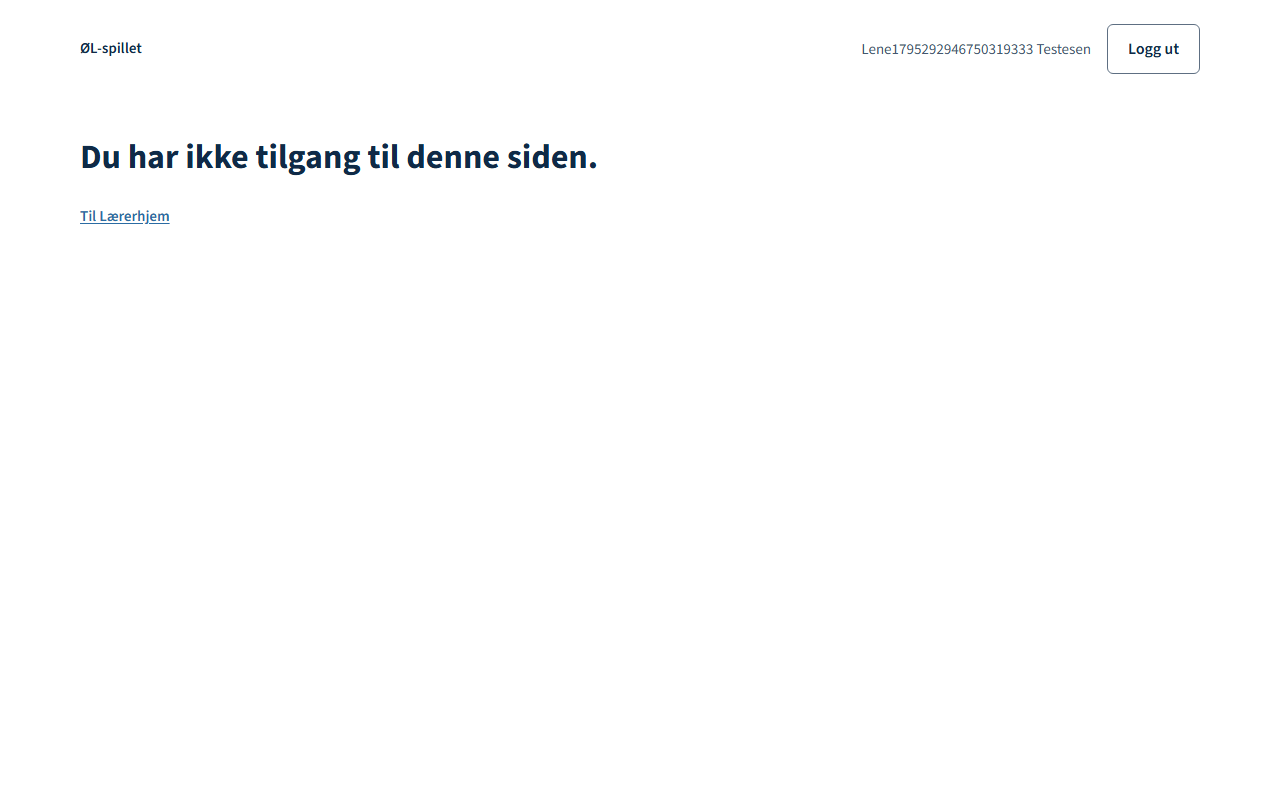 ØL-spillet
Lene1795292946750319333 Testesen
Logg ut
Du har ikke tilgang til denne siden.
Til Lærerhjem